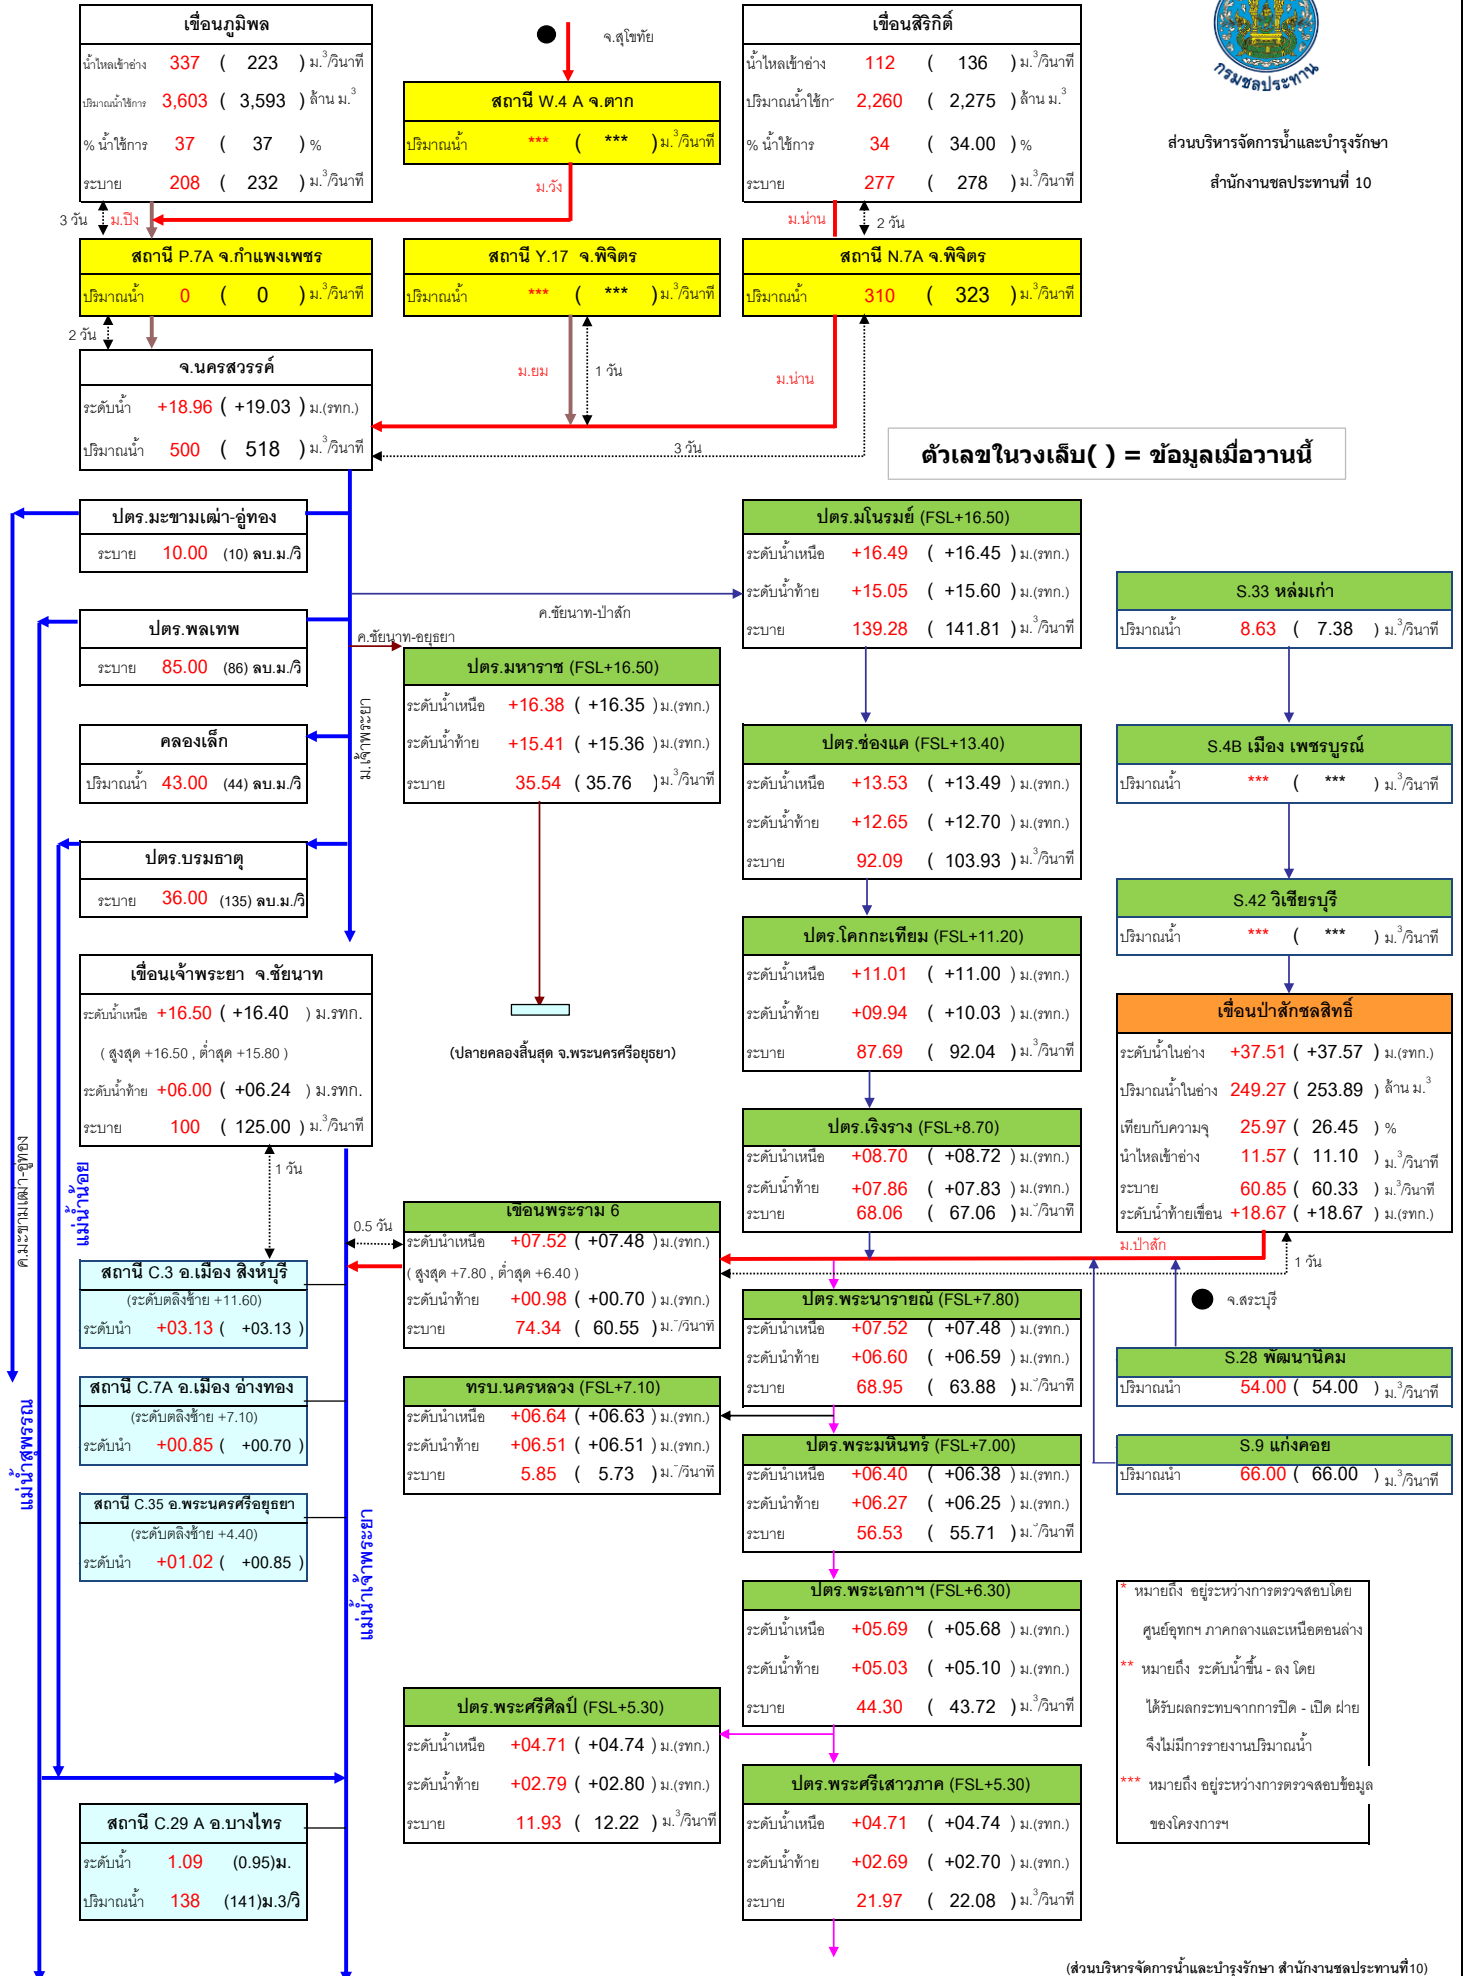 เขื่อนภูมิพล
น้ำไหลเข้าอ่าง 337 ( 223 ) ม.3/วินาที
ปริมาณน้ำใช้การ 3,603 ( 3,593 ) ล้าน ม.3
% น้ำใช้การ 37 ( 37 ) %
ระบาย 208 ( 232 ) ม.3/วินาที
จ.สุโขทัย
สถานี W.4 A จ.ตาก
ปริมาณน้ำ *** ( *** ) ม.3/วินาที
ม.วัง
เขื่อนสิริกิติ์
น้ำไหลเข้าอ่าง 112 ( 136 ) ม.3/วินาที
ปริมาณน้ำใช้กา 2,260 ( 2,275 ) ล้าน ม.3
% น้ำใช้การ 34 ( 34.00 ) %
ระบาย 277 ( 278 ) ม.3/วินาที
กรมชลประทาน
ส่วนบริหารจัดการน้ำและบำรุงรักษา
สำนักงานชลประทานที่ 10
3 วัน ม.ปิง
ม.น่าน 2 วัน
สถานี P.7A จ.กำแพงเพชร
ปริมาณน้ำ 0 ( 0 ) ม.3/วินาที
สถานี Y.17 จ.พิจิตร
ปริมาณน้ำ *** ( *** ) ม.3/วินาที
สถานี N.7A จ.พิจิตร
ปริมาณน้ำ 310 ( 323 ) ม.3/วินาที
2 วัน
ม.ยม 1 วัน
ม.น่าน
จ.นครสวรรค์
ระดับน้ำ +18.96 ( +19.03 ) ม.(รทก.)
ปริมาณน้ำ 500 ( 518 ) ม.3/วินาที
3 วัน
ตัวเลขในวงเล็บ( ) = ข้อมูลเมื่อวานนี้
ปตร.มะขามเฒ่า-อู่ทอง
ระบาย 10.00 (10) ลบ.ม./วิ
ปตร.พลเทพ
ระบาย 85.00 (86) ลบ.ม./วิ
คลองเล็ก
ปริมาณน้ำ 43.00 (44) ลบ.ม./วิ
ปตร.บรมธาตุ
ระบาย 36.00 (135) ลบ.ม./วิ
ม.เจ้าพระยา
ค.ชัยนาท-ป่าสัก
ค.ชัยนาท-อยุธยา
ปตร.มหาราช (FSL+16.50)
ระดับน้ำเหนือ +16.38 ( +16.35 ) ม.(รทก.)
ระดับน้ำท้าย +15.41 ( +15.36 ) ม.(รทก.)
ระบาย 35.54 ( 35.76 ) ม.3/วินาที
(ปลายคลองสิ้นสุด จ.พระนครศรีอยุธยา)
ปตร.มโนรมย์ (FSL+16.50)
ระดับน้ำเหนือ +16.49 ( +16.45 ) ม.(รทก.)
ระดับน้ำท้าย +15.05 ( +15.60 ) ม.(รทก.)
ระบาย 139.28 ( 141.81 ) ม.3/วินาที
ปตร.ช่องแค (FSL+13.40)
ระดับน้ำเหนือ +13.53 ( +13.49 ) ม.(รทก.)
ระดับน้ำท้าย +12.65 ( +12.70 ) ม.(รทก.)
ระบาย 92.09 ( 103.93 ) ม.3/วินาที
ปตร.โคกกะเทียม (FSL+11.20)
ระดับน้ำเหนือ +11.01 ( +11.00 ) ม.(รทก.)
ระดับน้ำท้าย +09.94 ( +10.03 ) ม.(รทก.)
ระบาย 87.69 ( 92.04 ) ม.3/วินาที
ปตร.เริงราง (FSL+8.70)
ระดับน้ำเหนือ +08.70 ( +08.72 ) ม.(รทก.)
ระดับน้ำท้าย +07.86 ( +07.83 ) ม.(รทก.)
ระบาย 68.06 ( 67.06 ) ม.3/วินาที
S.33 หล่มเก่า
ปริมาณน้ำ 8.63 ( 7.38 ) ม.3/วินาที
S.4B เมือง เพชรบูรณ์
ปริมาณน้ำ *** ( *** ) ม.3/วินาที
S.42 วิเชียรบุรี
ปริมาณน้ำ *** ( *** ) ม.3/วินาที
เขื่อนป่าสักชลสิทธิ์
ระดับน้ำในอ่าง +37.51 ( +37.57 ) ม.(รทก.)
ปริมาณน้ำในอ่าง 249.27 ( 253.89 ) ล้าน ม.3
เทียบกับความจุ 25.97 ( 26.45 ) %
น้ำไหลเข้าอ่าง 11.57 ( 11.10 ) ม.3/วินาที
ระบาย 60.85 ( 60.33 ) ม.3/วินาที
ระดับน้ำท้ายเขื่อน +18.67 ( +18.67 ) ม.(รทก.)
ม.ป่าสัก
1 วัน
เขื่อนเจ้าพระยา จ.ชัยนาท
ระดับน้ำเหนือ +16.50 ( +16.40 ) ม.รทก.
( สูงสุด +16.50 , ต่ำสุด +15.80 )
ระดับน้ำท้าย +06.00 ( +06.24 ) ม.รทก.
ระบาย 100 ( 125.00 ) ม.3/วินาที
1 วัน
ค.มะขามเฒ่า-อู่ทอง
แม่น้ำน้อย
แม่น้ำสุพรรณ
แม่น้ำเจ้าพระยา
0.5 วัน
เขื่อนพระราม 6
ระดับน้ำเหนือ +07.52 ( +07.48 ) ม.(รทก.)
( สูงสุด +7.80 , ต่ำสุด +6.40 )
ระดับน้ำท้าย +00.98 ( +00.70 ) ม.(รทก.)
ระบาย 74.34 ( 60.55 ) ม.3/วินาที
สถานี C.3 อ.เมือง สิงห์บุรี
(ระดับตลิ่งซ้าย +11.60)
ระดับน้ำ +03.13 ( +03.13 )
สถานี C.7A อ.เมือง อ่างทอง
(ระดับตลิ่งซ้าย +7.10)
ระดับน้ำ +00.85 ( +00.70 )
สถานี C.35 อ.พระนครศรีอยุธยา
(ระดับตลิ่งซ้าย +4.40)
ระดับน้ำ +01.02 ( +00.85 )
ทรบ.นครหลวง (FSL+7.10)
ระดับน้ำเหนือ +06.64 ( +06.63 ) ม.(รทก.)
ระดับน้ำท้าย +06.51 ( +06.51 ) ม.(รทก.)
ระบาย 5.85 ( 5.73 ) ม.3/วินาที
ปตร.พระนารายณ์ (FSL+7.80)
ระดับน้ำเหนือ +07.52 ( +07.48 ) ม.(รทก.)
ระดับน้ำท้าย +06.60 ( +06.59 ) ม.(รทก.)
ระบาย 68.95 ( 63.88 ) ม.3/วินาที
ปตร.พระมหินทร์ (FSL+7.00)
ระดับน้ำเหนือ +06.40 ( +06.38 ) ม.(รทก.)
ระดับน้ำท้าย +06.27 ( +06.25 ) ม.(รทก.)
ระบาย 56.53 ( 55.71 ) ม.3/วินาที
จ.สระบุรี
S.28 พัฒนานิคม
ปริมาณน้ำ 54.00 ( 54.00 ) ม.3/วินาที
S.9 แก่งคอย
ปริมาณน้ำ 66.00 ( 66.00 ) ม.3/วินาที
ปตร.พระเอกาฯ (FSL+6.30)
ระดับน้ำเหนือ +05.69 ( +05.68 ) ม.(รทก.)
ระดับน้ำท้าย +05.03 ( +05.10 ) ม.(รทก.)
ระบาย 44.30 ( 43.72 ) ม.3/วินาที
ปตร.พระศรีศิลป์ (FSL+5.30)
ระดับน้ำเหนือ +04.71 ( +04.74 ) ม.(รทก.)
ระดับน้ำท้าย +02.79 ( +02.80 ) ม.(รทก.)
ระบาย 11.93 ( 12.22 ) ม.3/วินาที
ปตร.พระศรีเสาวภาค (FSL+5.30)
ระดับน้ำเหนือ +04.71 ( +04.74 ) ม.(รทก.)
ระดับน้ำท้าย +02.69 ( +02.70 ) ม.(รทก.)
ระบาย 21.97 ( 22.08 ) ม.3/วินาที
* หมายถึง อยู่ระหว่างการตรวจสอบโดย
ศูนย์อุทกฯ ภาคกลางและเหนือตอนล่าง
** หมายถึง ระดับน้ำขึ้น - ลง โดย
ได้รับผลกระทบจากการปิด - เปิด ฝาย
จึงไม่มีการรายงานปริมาณน้ำ
*** หมายถึง อยู่ระหว่างการตรวจสอบข้อมูล
ของโครงการฯ
สถานี C.29 A อ.บางไทร
ระดับน้ำ 1.09 (0.95)ม.
ปริมาณน้ำ 138 (141)ม.3/วิ
(ส่วนบริหารจัดการน้ำและบำรุงรักษา สำนักงานชลประทานที่10)